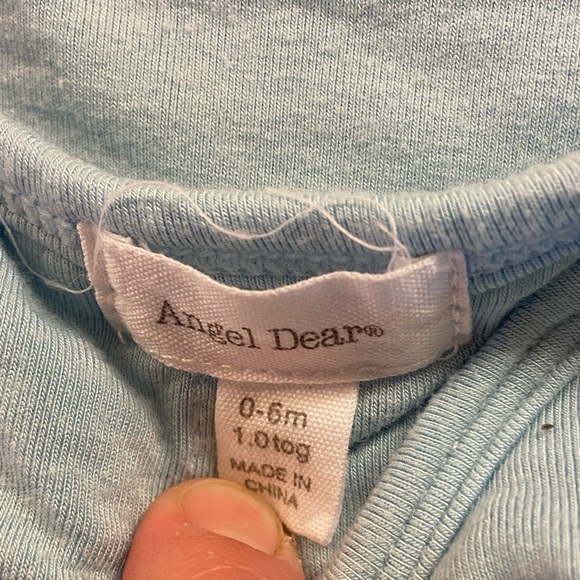 Angel Dear®
0-6m
1.0 tog
MADE IN
CHINA